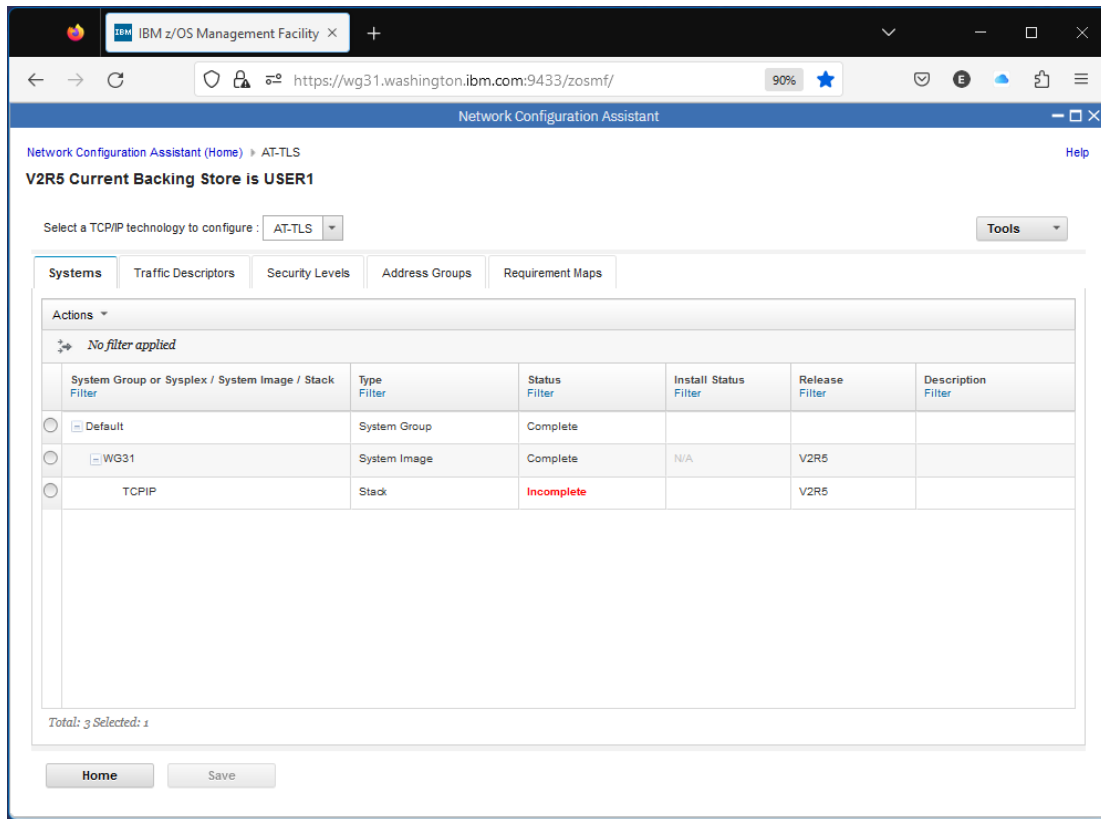 IBM IBM z/OS Management Facility
https://wg31.washington.ibm.com:9433/zosmf/ 90% E
Network Configuration Assistant
Network Configuration Assistant (Home) AT-TLS Help
V2R5 Current Backing Store is USER1
Select a TCP/IP technology to configure : AT-TLS Tools
Systems Traffic Descriptors Security Levels Address Groups Requirement Maps
Actions
No filter applied
System Group or Sysplex / System Image / Stack Type Status Install Status Release Description
Filter Filter Filter Filter Filter Filter
Default System Group Complete
WG31 System Image Complete N/A V2R5
TCPIP Stack Incomplete V2R5
Total: 3 Selected: 1
Home Save